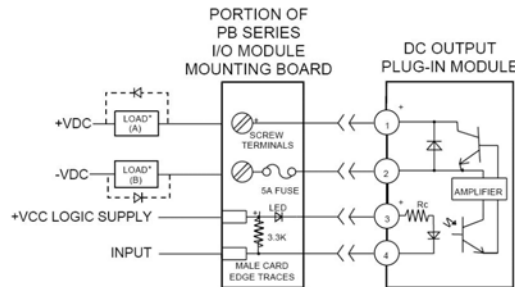 PORTION OF
PB SERIES
I/O MODULE
MOUNTING BOARD
DC OUTPUT
PLUG-IN MODULE
+VDC
LOAD*
(A)
SCREW
TERMINALS
+
1
-VDC
LOAD*
(B)
5A FUSE
2
AMPLIFIER
+VCC LOGIC SUPPLY
+
LED
3.3K
+
3
Rc
INPUT
4
MALE CARD
EDGE TRACES